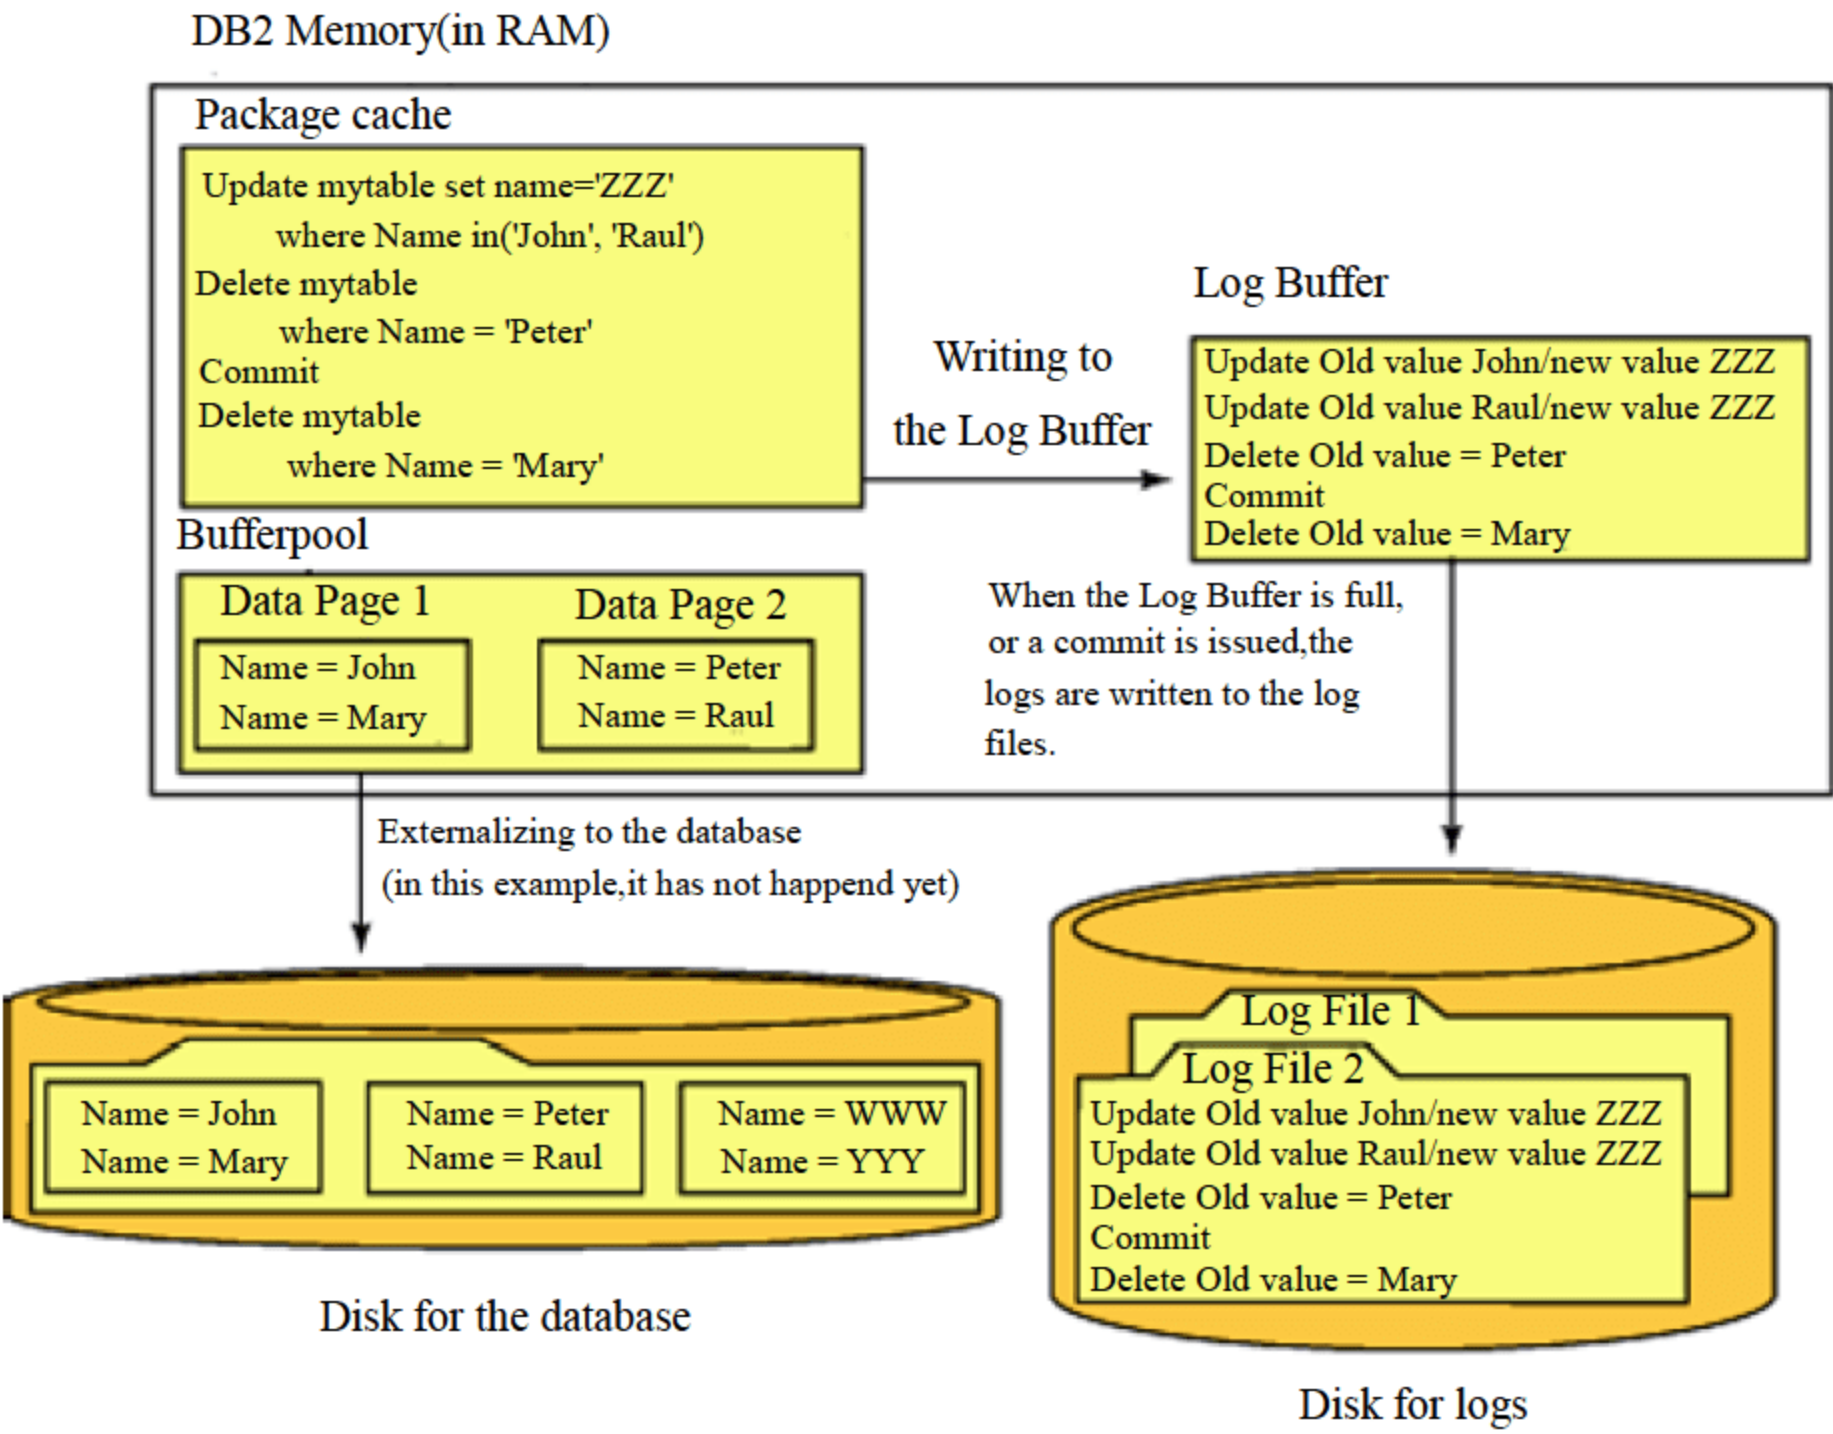 DB2 Memory(in RAM)
Package cache
Update mytable set name='ZZZ'
where Name in('John', 'Raul')
Delete mytable
where Name = 'Peter'
Commit
Delete mytable
where Name = 'Mary'
Writing to
the Log Buffer
Log Buffer
Update Old value John/new value ZZZ
Update Old value Raul/new value ZZZ
Delete Old value = Peter
Commit
Delete Old value = Mary
Bufferpool
Data Page 1
Name = John
Name = Mary
Data Page 2
Name = Peter
Name = Raul
When the Log Buffer is full,
or a commit is issued,the
logs are written to the log
files.
Externalizing to the database
(in this example,it has not happend yet)
Name = John
Name = Mary
Name = Peter
Name = Raul
Name = WWW
Name = YYY
Disk for the database
Log File 1
Log File 2
Update Old value John/new value ZZZ
Update Old value Raul/new value ZZZ
Delete Old value = Peter
Commit
Delete Old value = Mary
Disk for logs